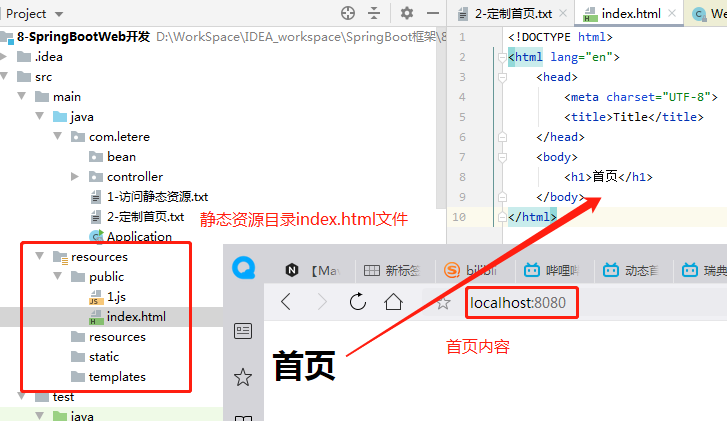 Project
8-SpringBootWeb开发 D:\WorkSpace\IDEA_workspace\SpringBoot框架\8
.idea
src
main
java
com.letere
bean
controller
1-访问静态资源.txt
2-定制首页.txt
Application
resources
public
1.js
index.html
resources
static
templates
test
java
静态资源目录index.html文件
2-定制首页.txt
index.html
We
1 <!DOCTYPE html>
2 <html lang="en">
3 <head>
4 <meta charset="UTF-8">
5 <title>Title</title>
6 </head>
7 <body>
8 <h1>首页</h1>
9 </body>
10 </html>
【Mav
新标签
bilibili
哔哩哔
动态首
瑞典
localhost:8080
首页内容
首页